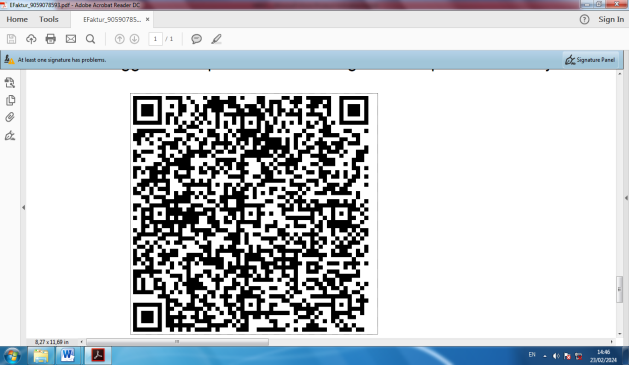 EFaktur_9059078593.pdf - Adobe Acrobat Reader DC
Home Tools EFaktur_90590785... × Sign In
1 / 1
At least one signature has problems. Signature Panel
8,27 x 11,69 in
EN 14:46
23/02/2024